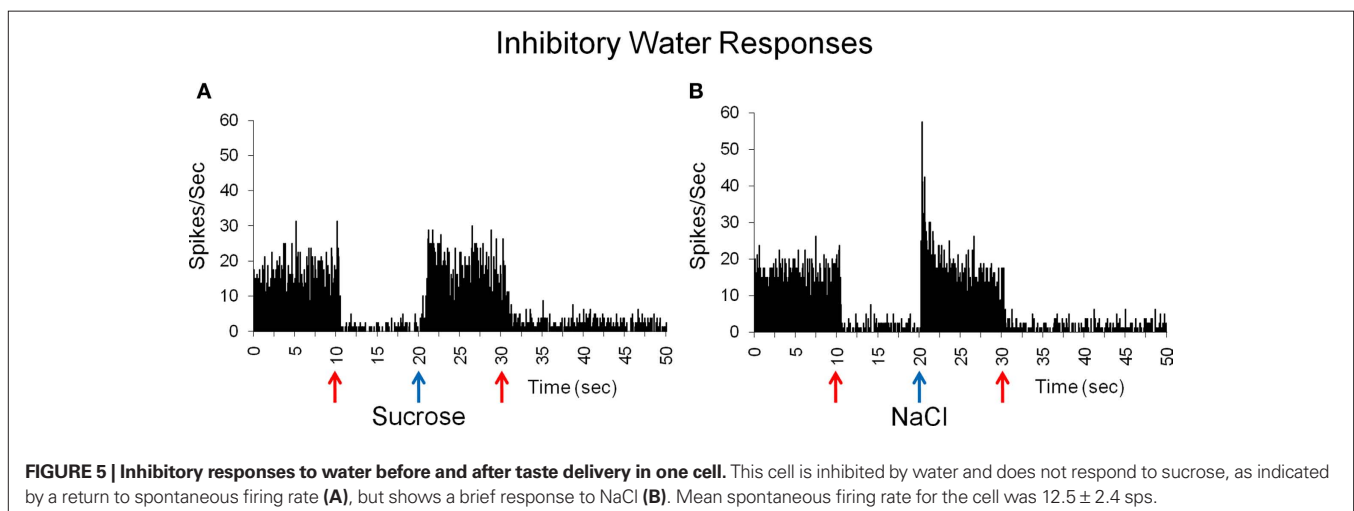 Inhibitory Water Responses
A
60
50
40
30
20
10
0
Spikes/Sec
0 5 10 15 20 25 30 35 40 45 50
Time (sec)
Sucrose
B
60
50
40
30
20
10
0
Spikes/Sec
0 5 10 15 20 25 30 35 40 45 50
Time (sec)
NaCl
FIGURE 5 | Inhibitory responses to water before and after taste delivery in one cell. This cell is inhibited by water and does not respond to sucrose, as indicated
by a return to spontaneous firing rate (A), but shows a brief response to NaCl (B). Mean spontaneous firing rate for the cell was 12.5 ± 2.4 sps.